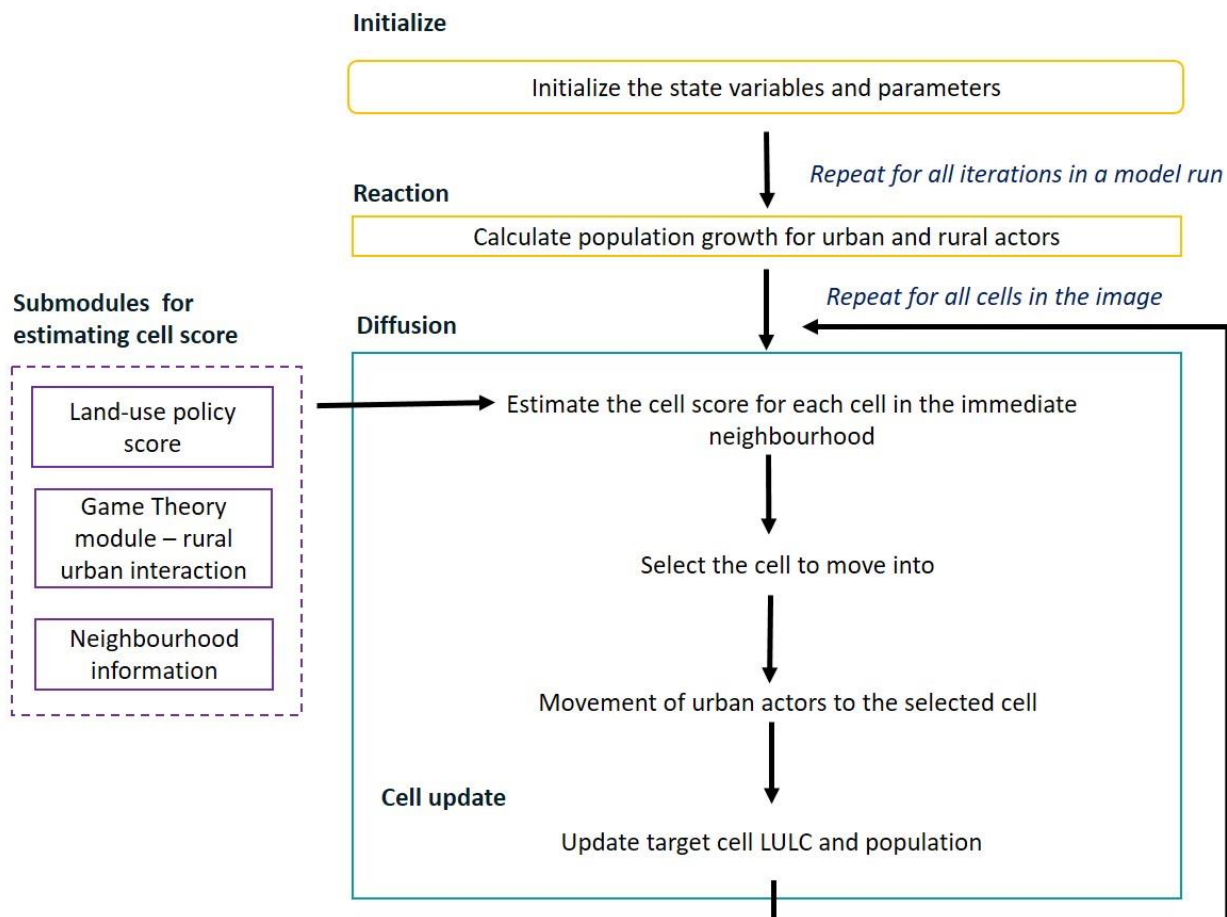 Initialize
Initialize the state variables and parameters
Repeat for all iterations in a model run
Reaction
Calculate population growth for urban and rural actors
Repeat for all cells in the image
Submodules for
estimating cell score
Diffusion
Land-use policy
score
Game Theory
module – rural
urban interaction
Neighbourhood
information
Estimate the cell score for each cell in the immediate
neighbourhood
Select the cell to move into
Movement of urban actors to the selected cell
Cell update
Update target cell LULC and population